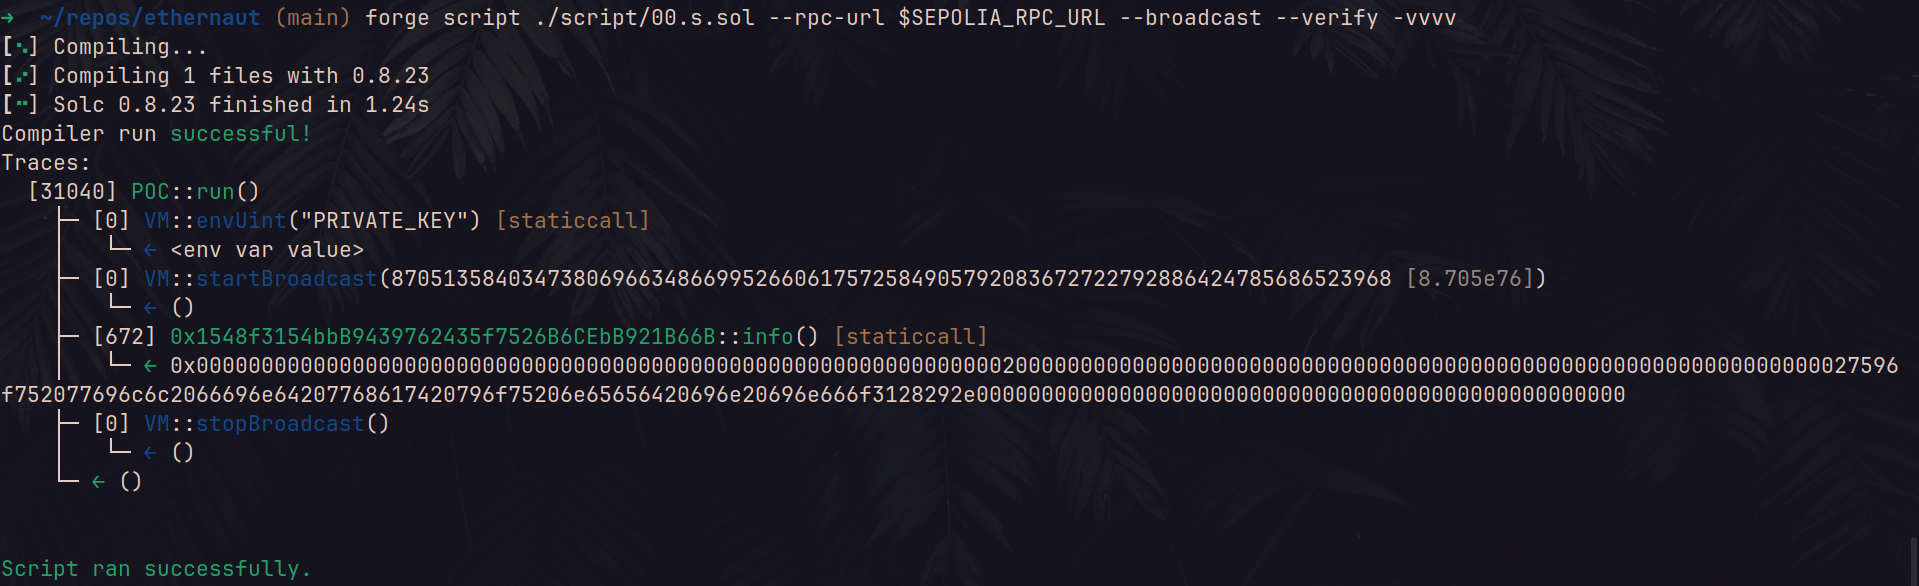 →  ~/repos/ethernaut (main) forge script ./script/00.s.sol --rpc-url $SEPOLIA_RPC_URL --broadcast --verify -vvvv
[⠢] Compiling...
[⠔] Compiling 1 files with 0.8.23
[⠒] Solc 0.8.23 finished in 1.24s
Compiler run successful!
Traces:
  [31040] POC::run()
    ├─ [0] VM::envUint("PRIVATE_KEY") [staticcall]
    │   └─ ← <env var value>
    ├─ [0] VM::startBroadcast(87051358403473806966348669952660617572584905792083672722792886424785686523968 [8.705e76])
    │   └─ ← ()
    ├─ [672] 0x1548f3154bbB9439762435f7526B6CEbB921B66B::info() [staticcall]
    │   └─ ← 0x00000000000000000000000000000000000000000000000000000000000000200000000000000000000000000000000000000000000000000000000000000027596
f752077696c6c2066696e64207768617420796f75206e65656420696e20696e666f3128292e00000000000000000000000000000000000000000000000000
    ├─ [0] VM::stopBroadcast()
    │   └─ ← ()
    └─ ← ()
Script ran successfully.